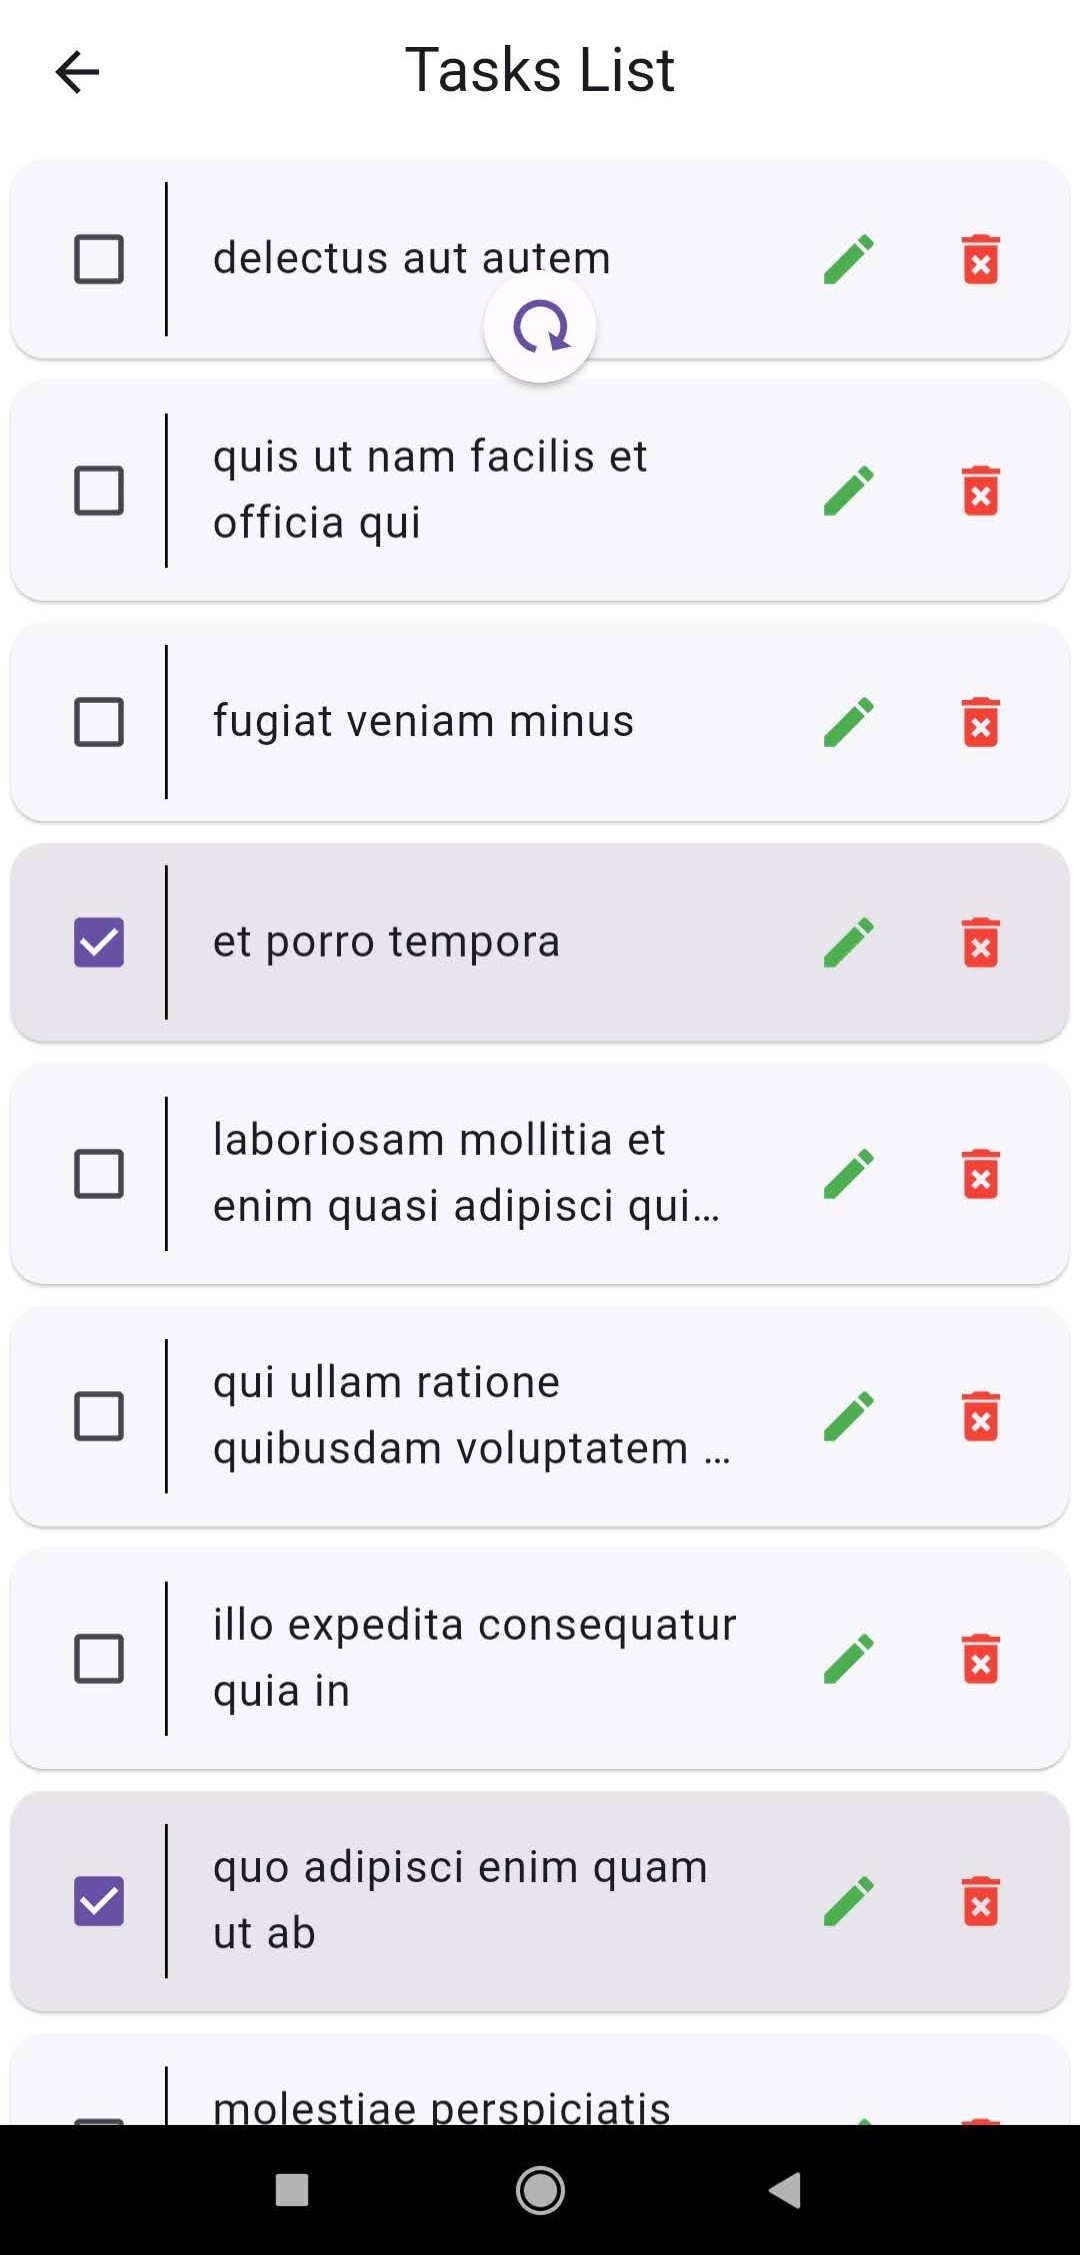 Tasks List
delectus aut autem
quis ut nam facilis et
officia qui
fugiat veniam minus
et porro tempora
laboriosam mollitia et
enim quasi adipisci qui...
qui ullam ratione
quibusdam voluptatem ...
illo expedita consequatur
quia in
quo adipisci enim quam
ut ab
molestiae perspiciatis